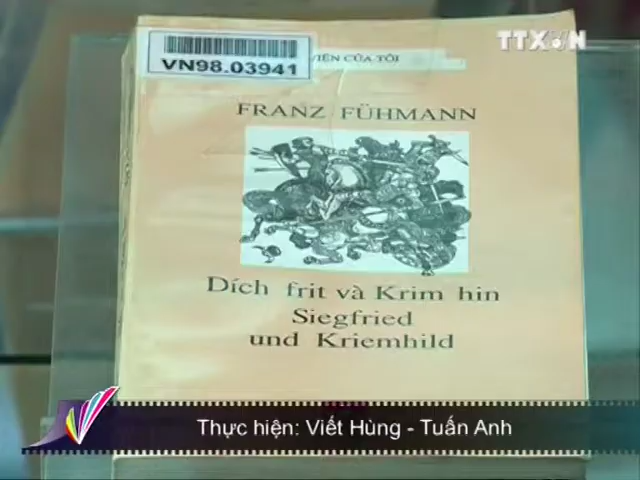 TTXVN
VN98.03941
VIỆN CỦA TÔI
FRANZ FÜHMANN
Dích frit và Krim hin
Siegfried
und Kriemhild
Thực hiện: Viết Hùng - Tuấn Anh